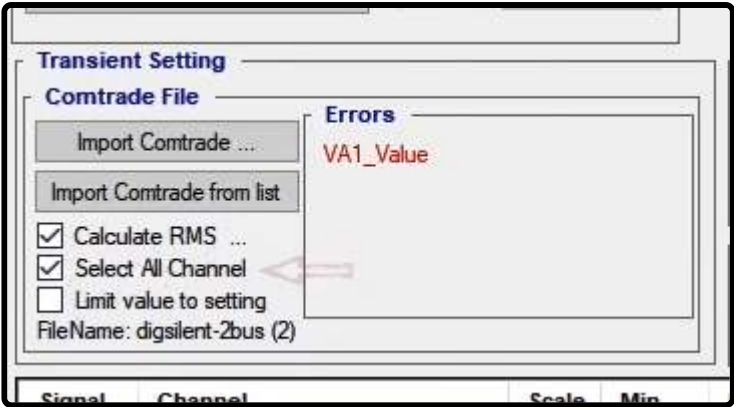 Transient Setting
Comtrade File
Import Comtrade ...
Import Comtrade from list
Calculate RMS ...
Select All Channel
Limit value to setting
FileName: digsilent-2bus (2)
Errors
VA1_Value
Signal Channel Scale Min